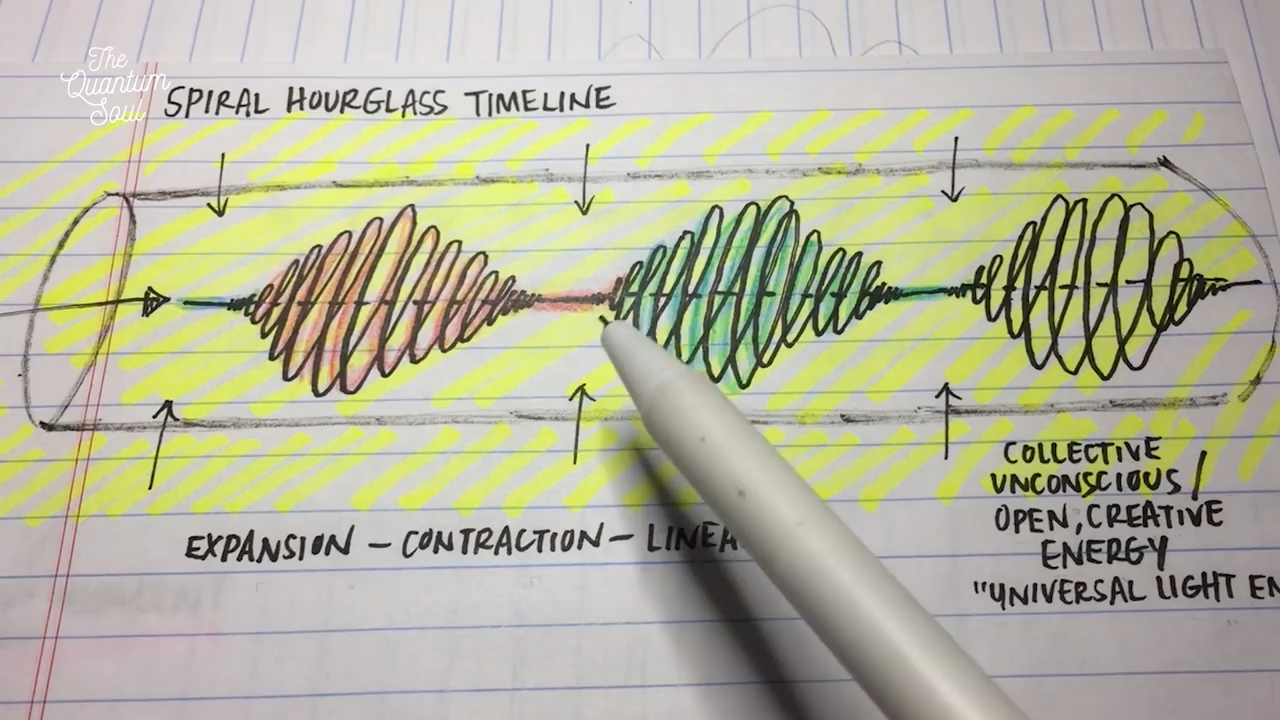 The
Quantum
Soul
SPIRAL HOURGLASS TIMELINE
EXPANSION – CONTRACTION – LINEA
COLLECTIVE
UNCONSCIOUS/
OPEN, CREATIVE
ENERGY
"UNIVERSAL LIGHT EN